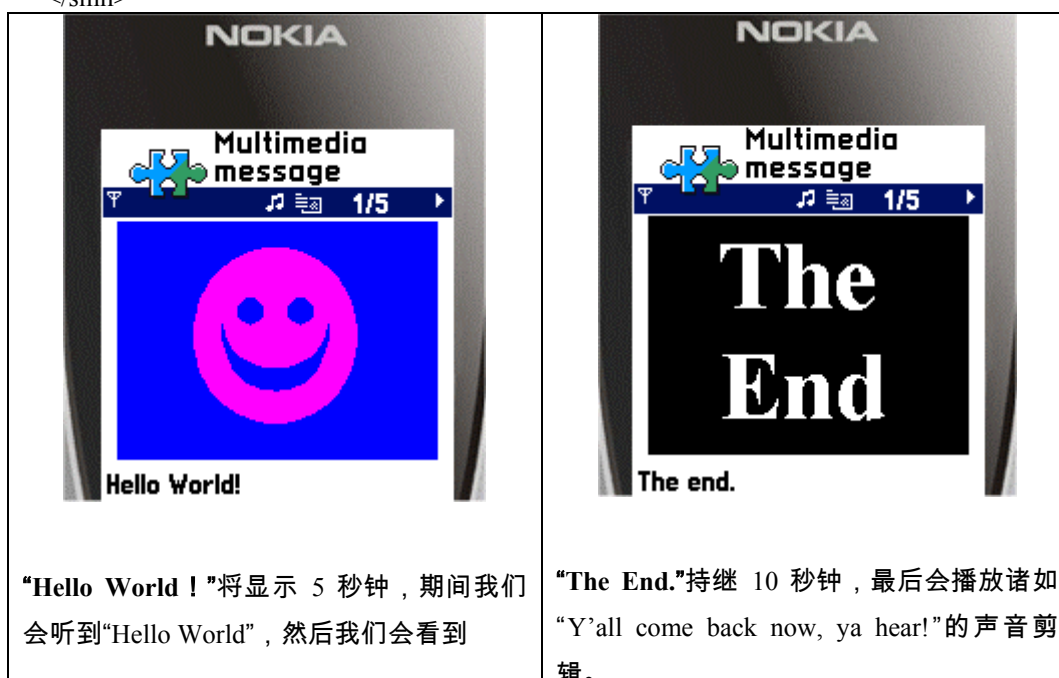 </smil>
NOKIA
Multimedia
message
1/5
Hello World!
“Hello World！”将显示 5 秒钟，期间我们
会听到“Hello World”，然后我们会看到
NOKIA
Multimedia
message
1/5
The
End
The end.
“The End.”持继 10 秒钟，最后会播放诸如
“Y’all come back now, ya hear!”的声音剪
辑。